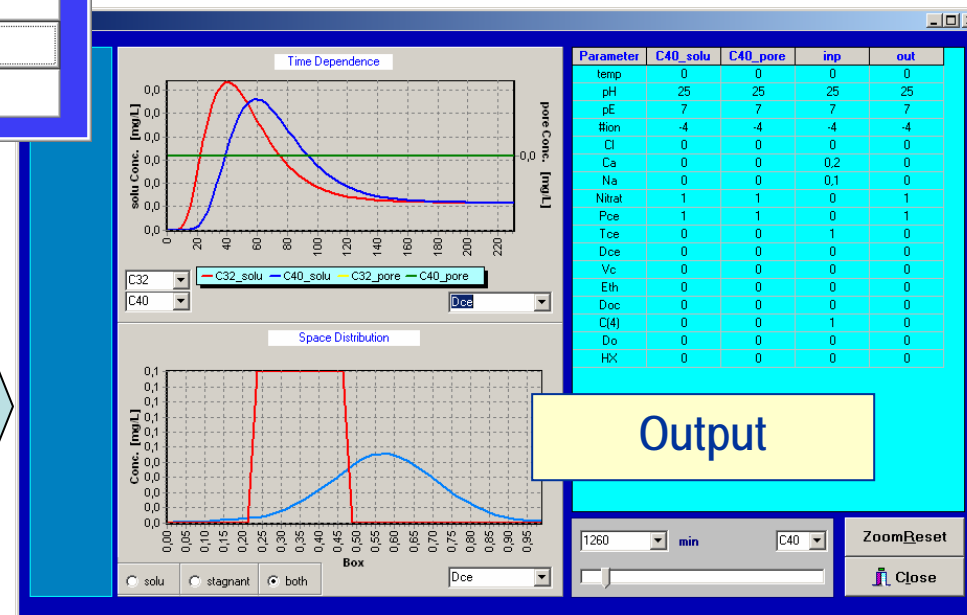 Time Dependence
solu Conc. [mg/L]
0,0
0,0
0,0
0,0
0,0
0,0
0,0
0,0
pore Conc. [mg/L]
0 20 40 60 80 100 120 140 160 180 200 220
C32
C40
C32_solu C40_solu C32_pore C40_pore
Dce
Space Distribution
Conc. [mg/L]
0,1
0,1
0,1
0,1
0,1
0,0
0,0
0,0
0,0
0,00 0,05 0,10 0,15 0,20 0,25 0,30 0,35 0,40 0,45 0,50 0,55 0,60 0,65 0,70 0,75 0,80 0,85 0,90 0,95
Box
solu stagnant both
Dce
Parameter C40_solu C40_pore inp out
temp 0 0 0 0
pH 25 25 25 25
pE 7 7 7 7
#ion -4 -4 -4 -4
Cl 0 0 0 0
Ca 0 0 0,2 0
Na 0 0 0,1 0
Nitrat 1 1 0 1
Pce 1 1 0 1
Tce 0 0 1 0
Dce 0 0 0 0
Vc 0 0 0 0
Eth 0 0 0 0
Doc 0 0 0 0
C(4) 0 0 1 0
Do 0 0 0 0
HX 0 0 0 0
Output
1260 min C40
ZoomReset
Close